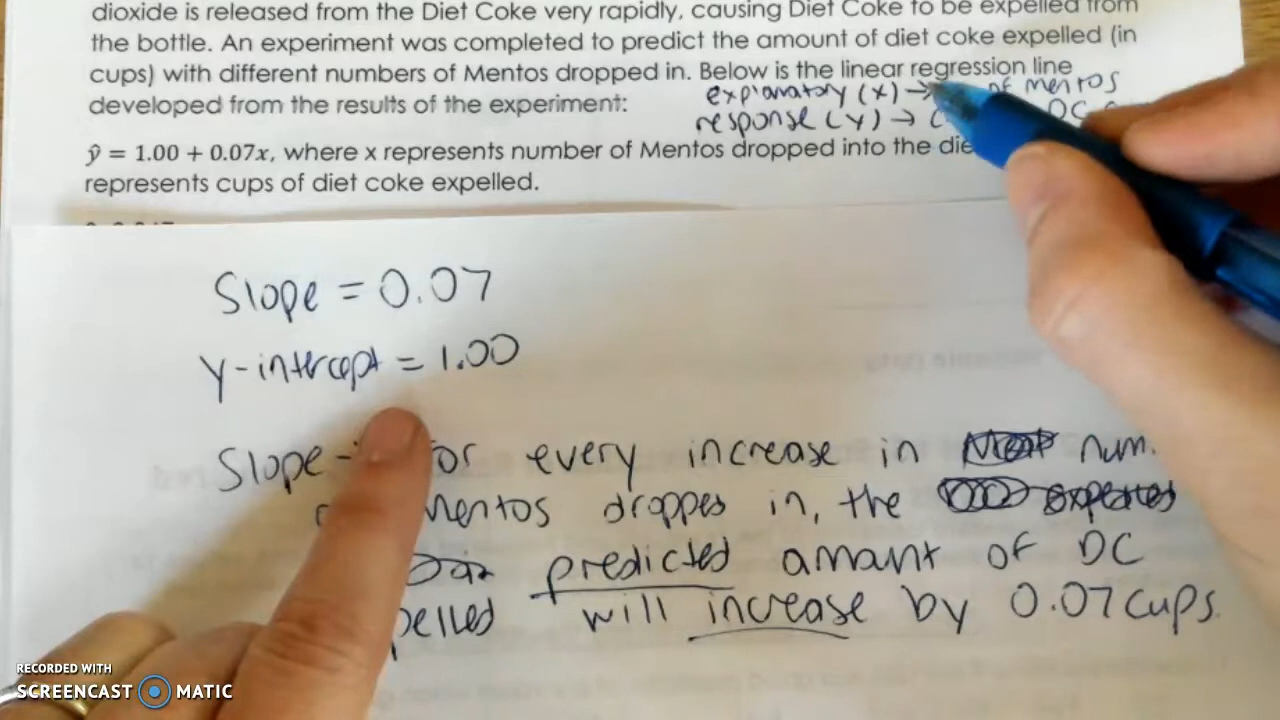 dioxide is released from the Diet Coke very rapidly, causing Diet Coke to be expelled from
the bottle. An experiment was completed to predict the amount of diet coke expelled (in
cups) with different numbers of Mentos dropped in. Below is the linear regression line
developed from the results of the experiment:
explanatory (x) → of mentos
response (y) → DC
ŷ = 1.00 + 0.07x, where x represents number of Mentos dropped into the
represents cups of diet coke expelled.
Slope = 0.07
Y-intercept = 1.00
Slope- for every increase in num.
mentos dropped in, the
predicted amount of DC
will increase by 0.07 cups.
RECORDED WITH
SCREENCAST MATIC